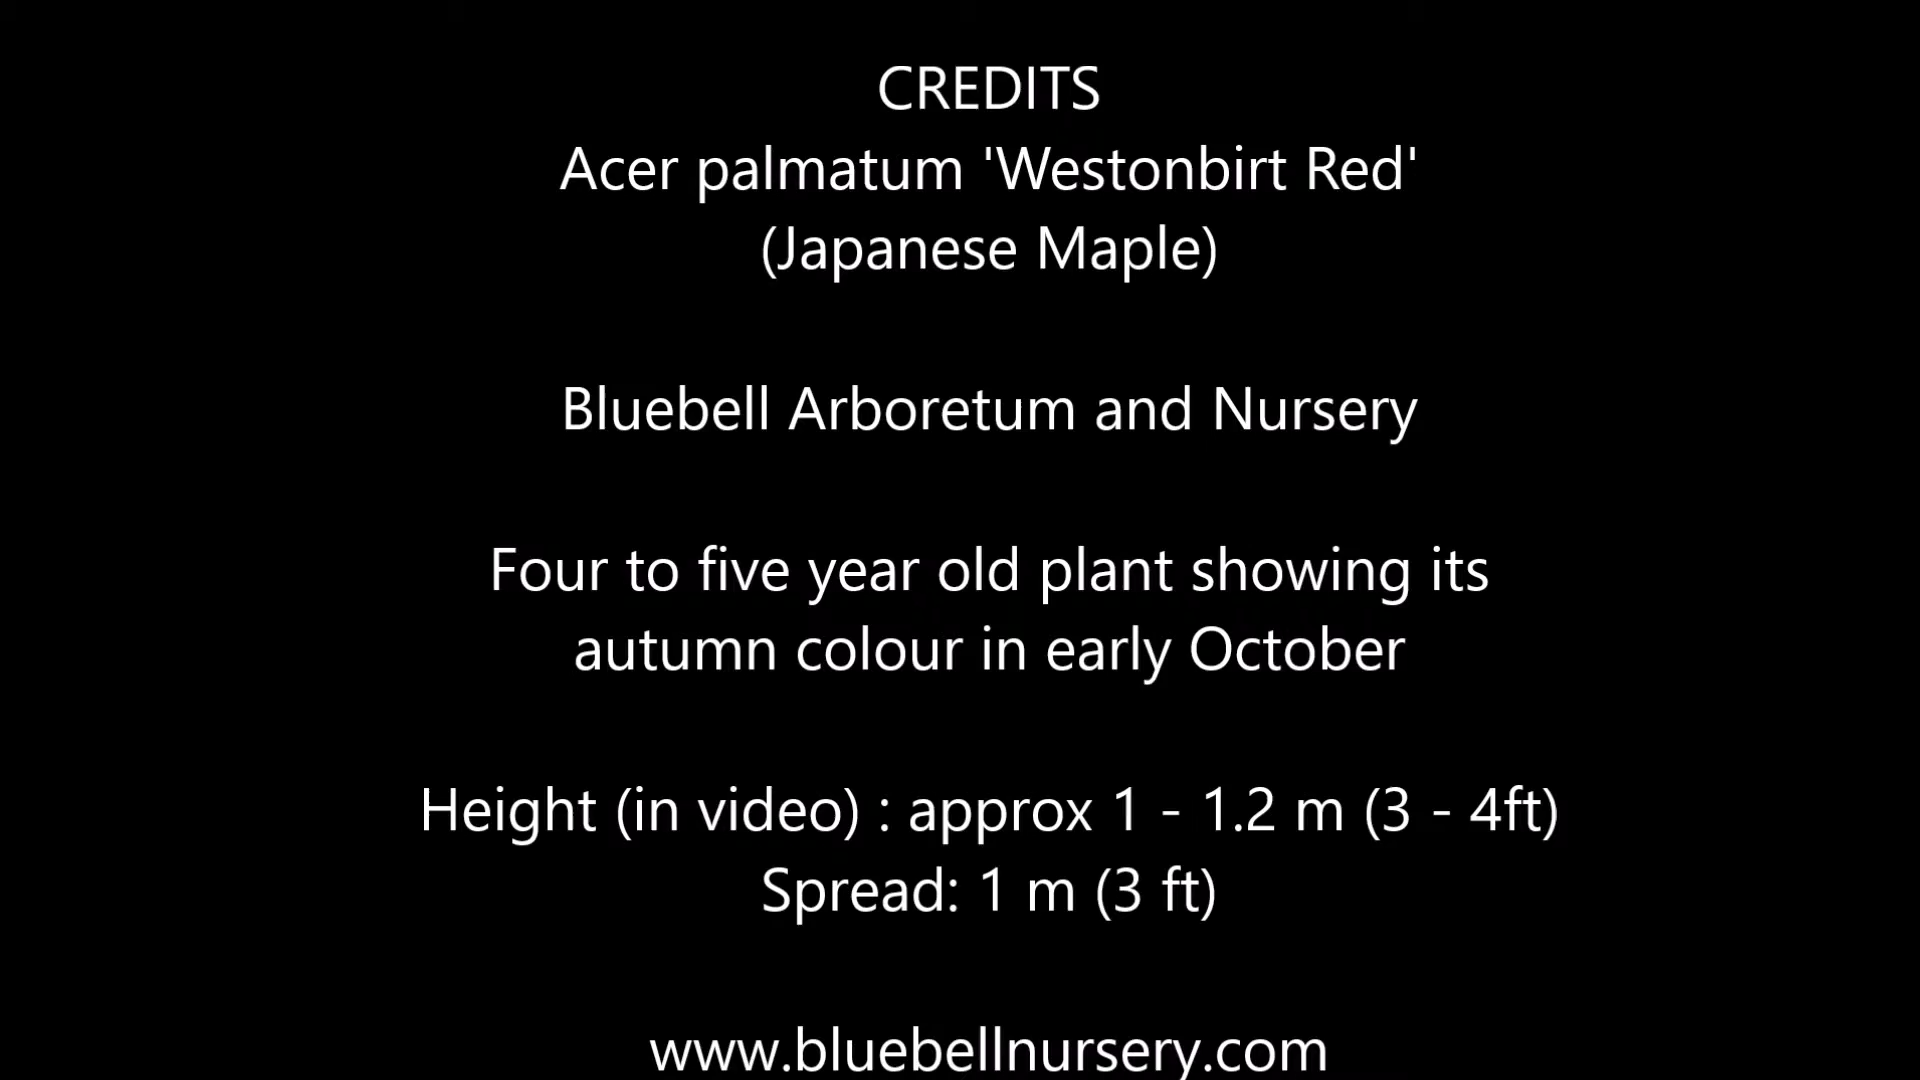 CREDITS
Acer palmatum 'Westonbirt Red'
(Japanese Maple)
Bluebell Arboretum and Nursery
Four to five year old plant showing its
autumn colour in early October
Height (in video) : approx 1 - 1.2 m (3 - 4ft)
Spread: 1 m (3 ft)
www.bluebellnursery.com